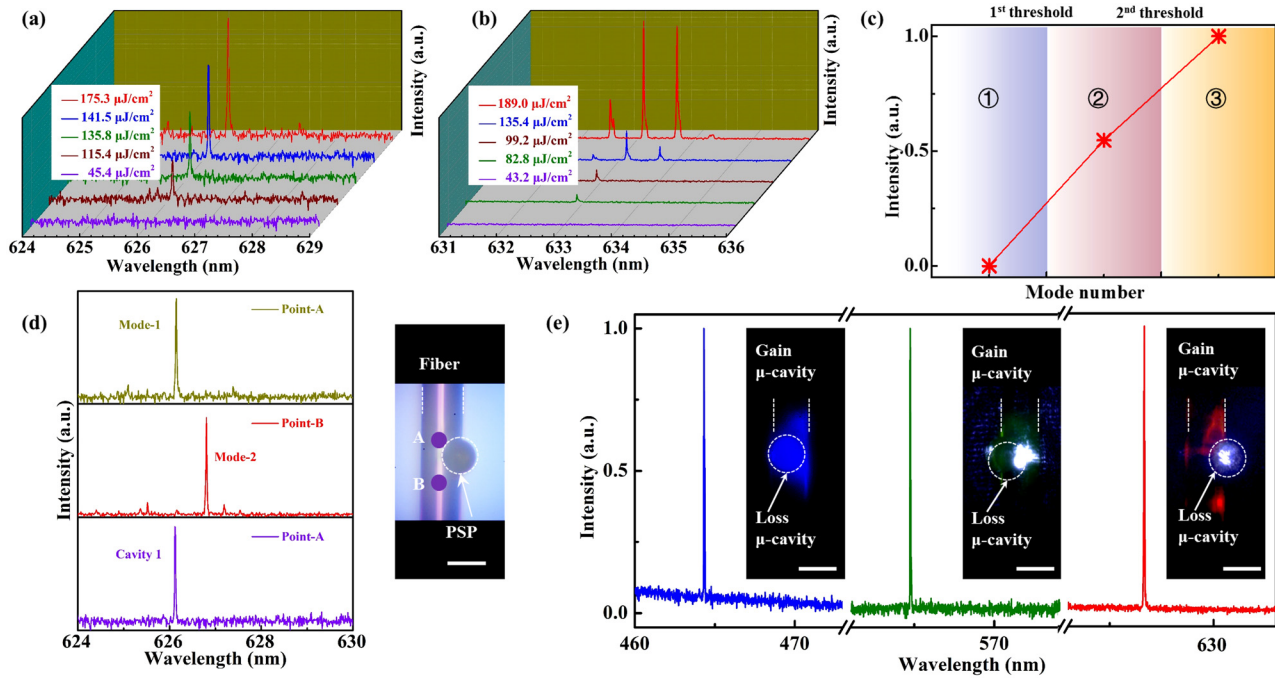 (a)
Intensity (a.u.)
175.3 μJ/cm²
141.5 μJ/cm²
135.8 μJ/cm²
115.4 μJ/cm²
45.4 μJ/cm²
624 625 626 627 628 629
Wavelength (nm)
(b)
Intensity (a.u.)
189.0 μJ/cm²
135.4 μJ/cm²
99.2 μJ/cm²
82.8 μJ/cm²
43.2 μJ/cm²
631 632 633 634 635 636
Wavelength (nm)
(c)
1st threshold 2nd threshold
Intensity (a.u.)
1.0
0.5
0.0
① ② ③
Mode number
(d)
Intensity (a.u.)
Point-A
Mode-1
Point-B
Mode-2
Point-A
Cavity 1
624 626 628 630
Wavelength (nm)
Fiber
A
B
PSP
(e)
Intensity (a.u.)
1.0
0.5
0.0
Gain
μ-cavity
Loss
μ-cavity
Gain
μ-cavity
Loss
μ-cavity
Gain
μ-cavity
Loss
μ-cavity
460 470 570 630
Wavelength (nm)